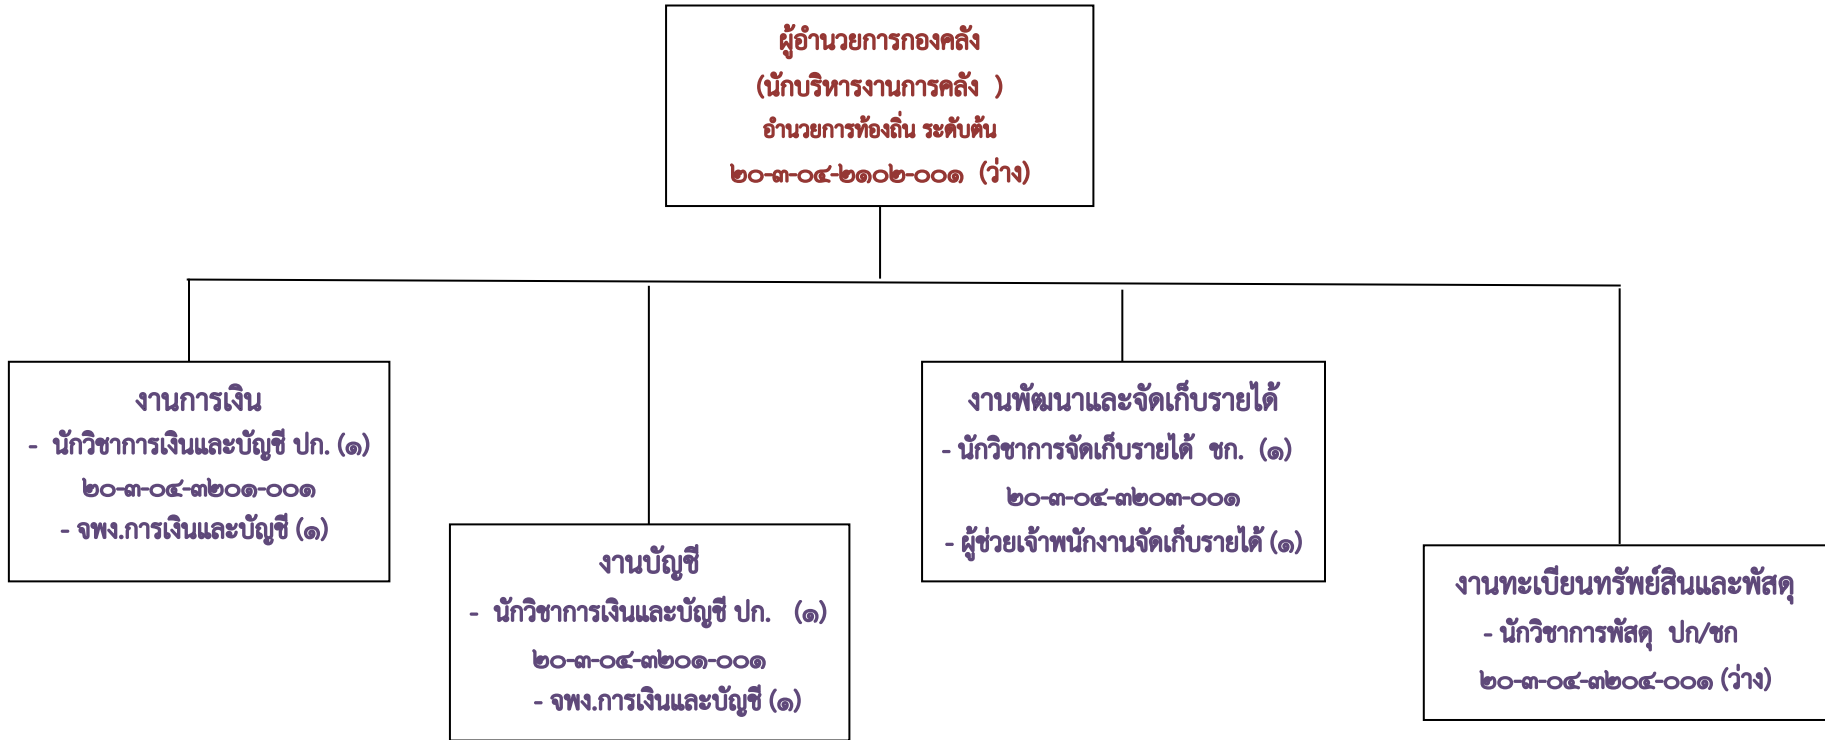 ผู้อำนวยการกองคลัง
(นักบริหารงานการคลัง )
อำนวยการท้องถิ่น ระดับต้น
๒๐-๓-๐๔-๒๑๐๒-๐๐๑ (ว่าง)
งานการเงิน
- นักวิชาการเงินและบัญชี ปก. (๑)
๒๐-๓-๐๔-๓๒๐๑-๐๐๑
- จพง.การเงินและบัญชี (๑)
งานบัญชี
- นักวิชาการเงินและบัญชี ปก. (๑)
๒๐-๓-๐๔-๓๒๐๑-๐๐๑
- จพง.การเงินและบัญชี (๑)
งานพัฒนาและจัดเก็บรายได้
- นักวิชาการจัดเก็บรายได้ ชก. (๑)
๒๐-๓-๐๔-๓๒๐๓-๐๐๑
- ผู้ช่วยเจ้าพนักงานจัดเก็บรายได้ (๑)
งานทะเบียนทรัพย์สินและพัสดุ
- นักวิชาการพัสดุ ปก/ชก
๒๐-๓-๐๔-๓๒๐๔-๐๐๑ (ว่าง)